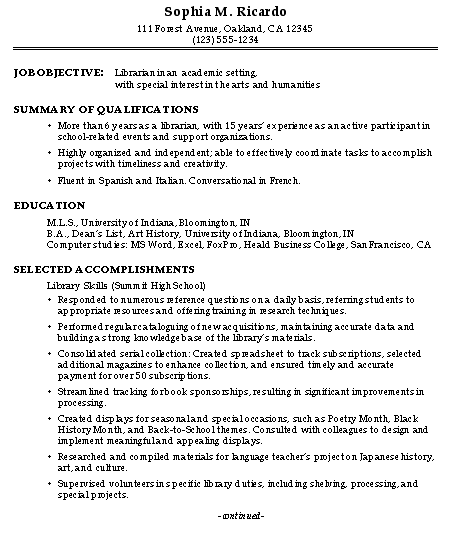 Sophia M. Ricardo
111 Forest Avenue, Oakland, CA 12345
(123) 555-1234
JOB OBJECTIVE: Librarian in an academic setting,
with special interest in the arts and humanities
SUMMARY OF QUALIFICATIONS
• More than 6 years as a librarian, with 15 years' experience as an active participant in
school-related events and support organizations.
• Highly organized and independent; able to effectively coordinate tasks to accomplish
projects with timeliness and creativity.
• Fluent in Spanish and Italian. Conversational in French.
EDUCATION
M.L.S., University of Indiana, Bloomington, IN
B.A., Dean's List, Art History, University of Indiana, Bloomington, IN
Computer studies: MS Word, Excel, FoxPro, Heald Business College, San Francisco, CA
SELECTED ACCOMPLISHMENTS
Library Skills (Summit High School)
• Responded to numerous reference questions on a daily basis, referring students to
appropriate resources and offering training in research techniques.
• Performed regular cataloguing of new acquisitions, maintaining accurate data and
building a strong knowledge base of the library's materials.
• Consolidated serial collection: Created spreadsheet to track subscriptions, selected
additional magazines to enhance collection, and ensured timely and accurate
payment for over 50 subscriptions.
• Streamlined tracking for book sponsorships, resulting in significant improvements in
processing.
• Created displays for seasonal and special occasions, such as Poetry Month, Black
History Month, and Back-to-School themes. Consulted with colleagues to design and
implement meaningful and appealing displays.
• Researched and compiled materials for language teacher's project on Japanese history,
art, and culture.
• Supervised volunteers in specific library duties, including shelving, processing, and
special projects.
-continued-